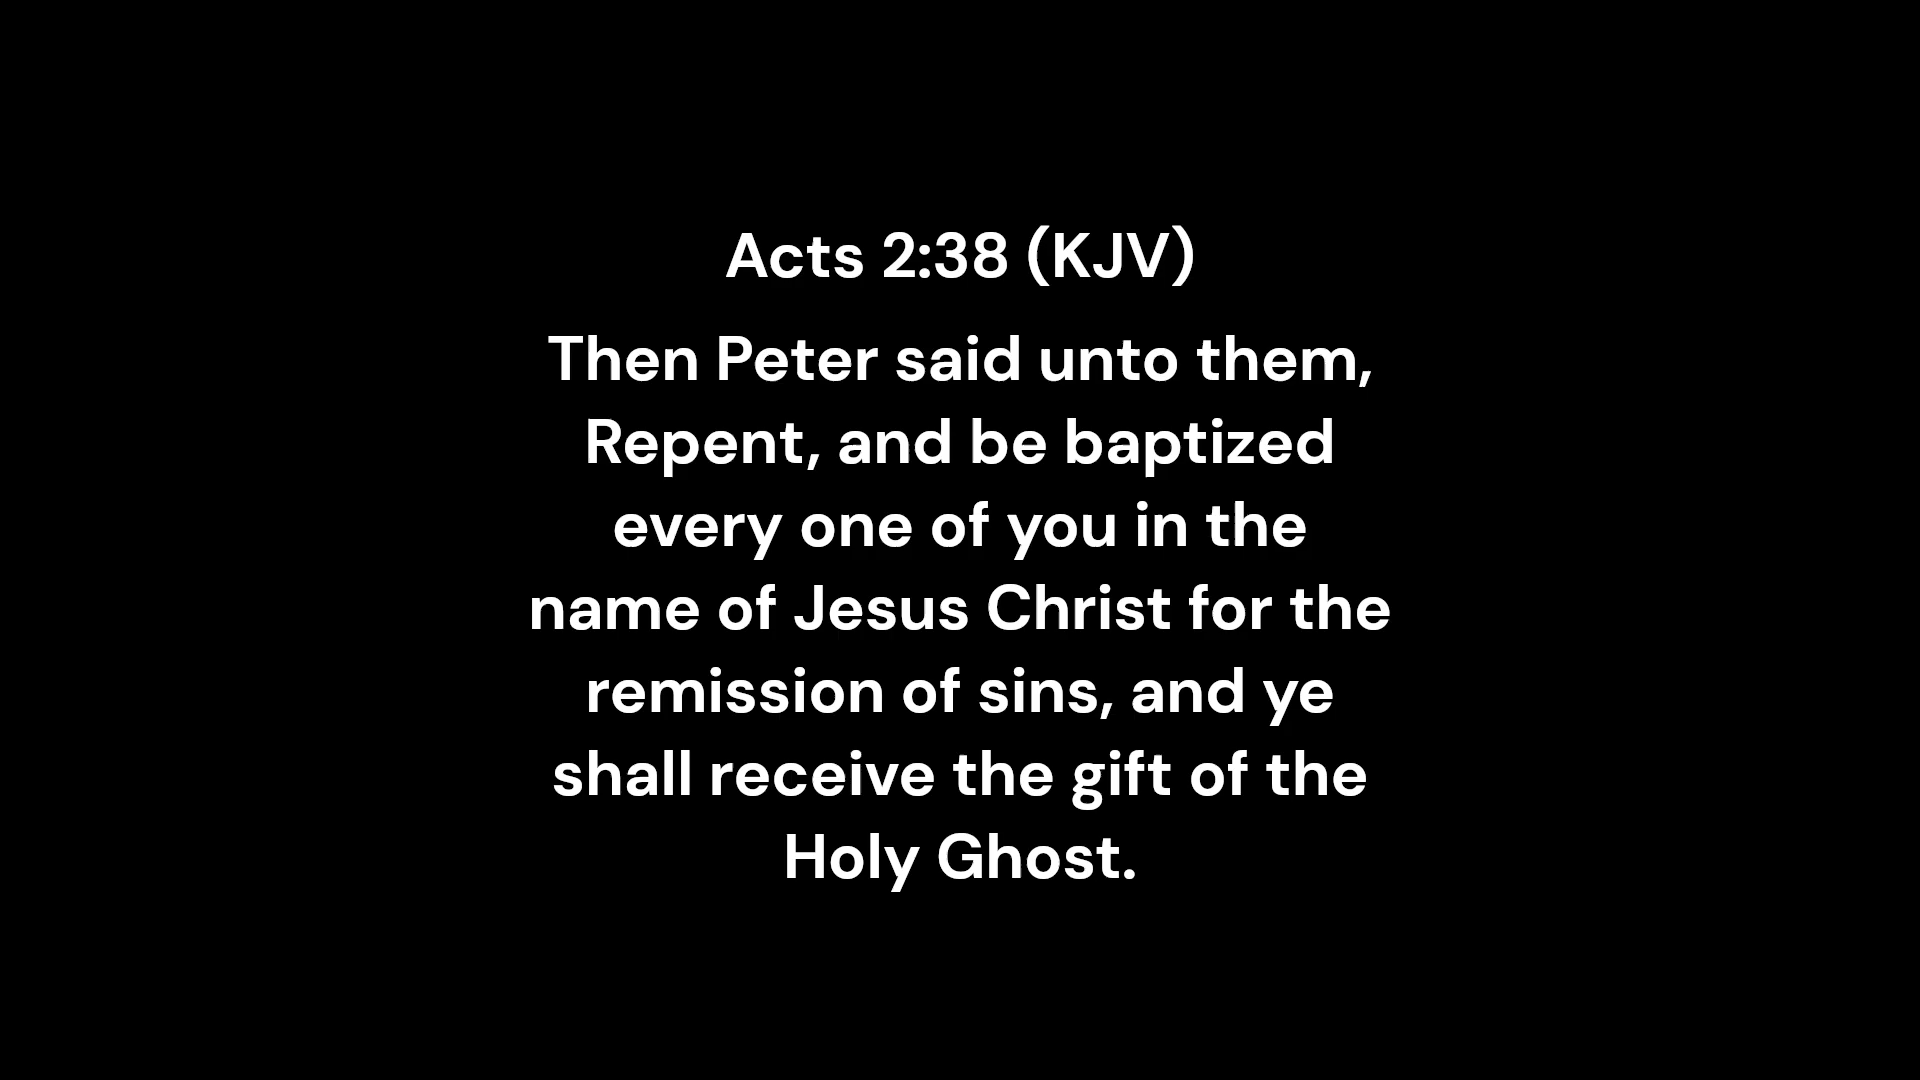 Acts 2:38 (KJV)
Then Peter said unto them,
Repent, and be baptized
every one of you in the
name of Jesus Christ for the
remission of sins, and ye
shall receive the gift of the
Holy Ghost.